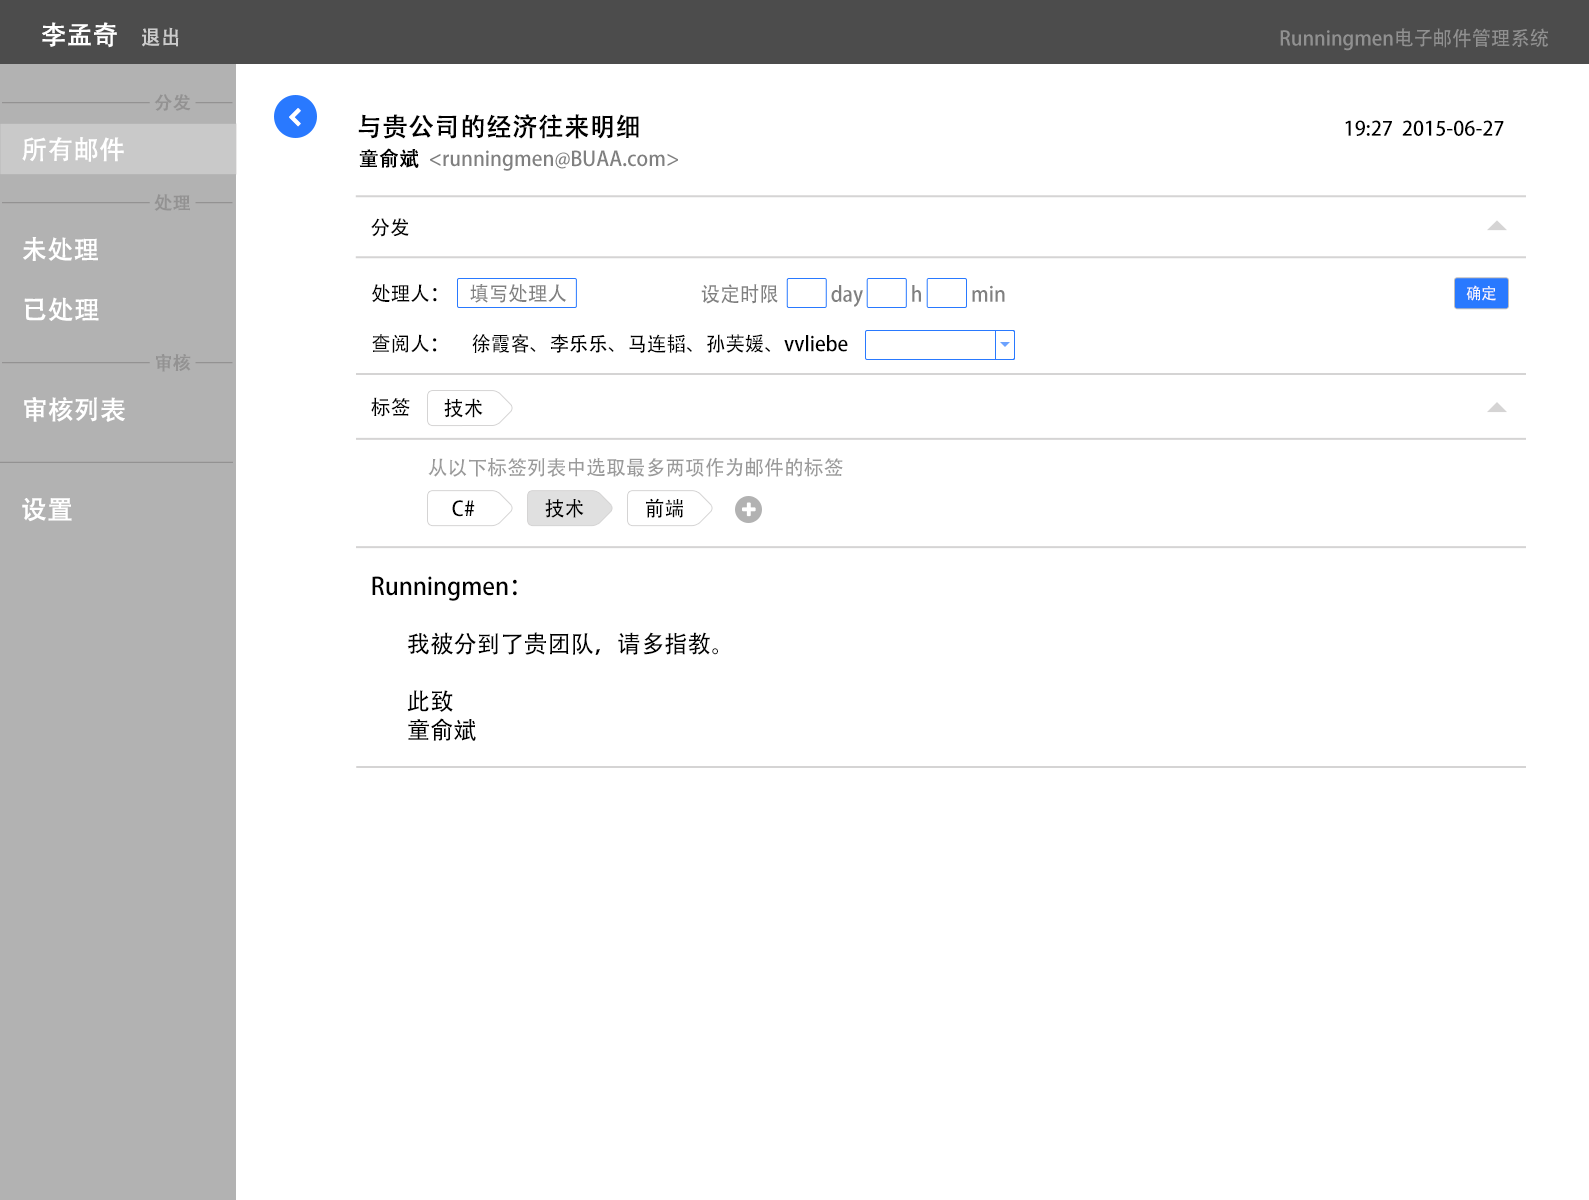 李孟奇 退出 Runningmen电子邮件管理系统
分发
所有邮件
处理
未处理
已处理
审核
审核列表
设置
与贵公司的经济往来明细 19:27 2015-06-27
童俞斌 <runningmen@BUAA.com>
分发
处理人： 填写处理人 设定时限 day h min 确定
查阅人： 徐霞客、李乐乐、马连韬、孙芙媛、vvliebe
标签 技术
从以下标签列表中选取最多两项作为邮件的标签
C# 技术 前端
Runningmen：
我被分到了贵团队，请多指教。
此致
童俞斌